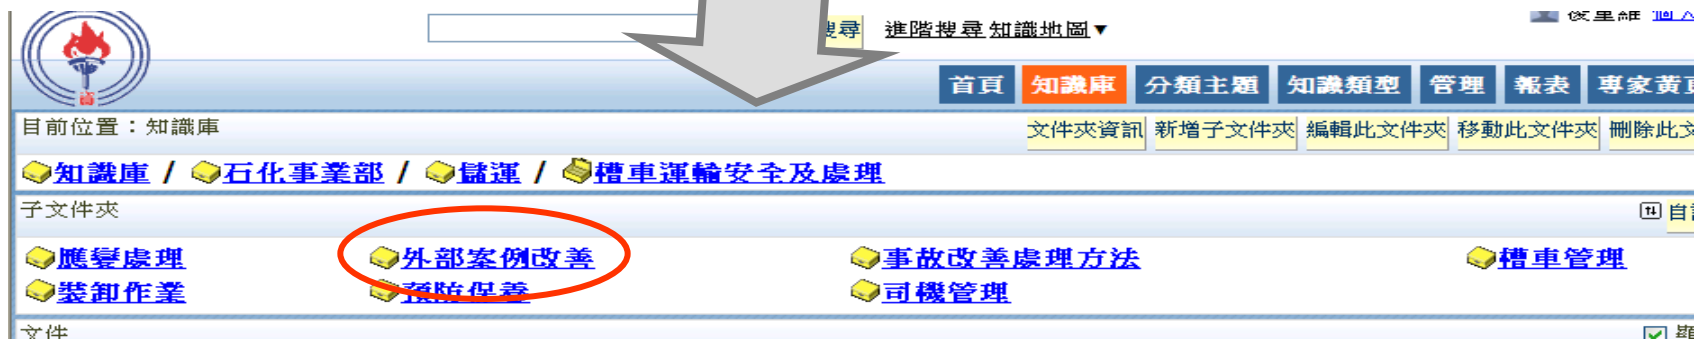 搜尋 進階搜尋 知識地圖▼
首頁 知識庫 分類主題 知識類型 管理 報表 專家黃頁
目前位置：知識庫 文件夾資訊 新增子文件夾 編輯此文件夾 移動此文件夾 刪除此文
知識庫 / 石化事業部 / 儲運 / 槽車運輸安全及處理
子文件夾 自
應變處理 外部案例改善 事故改善處理方法 槽車管理
裝卸作業 預防保養 司機管理
文件 顯